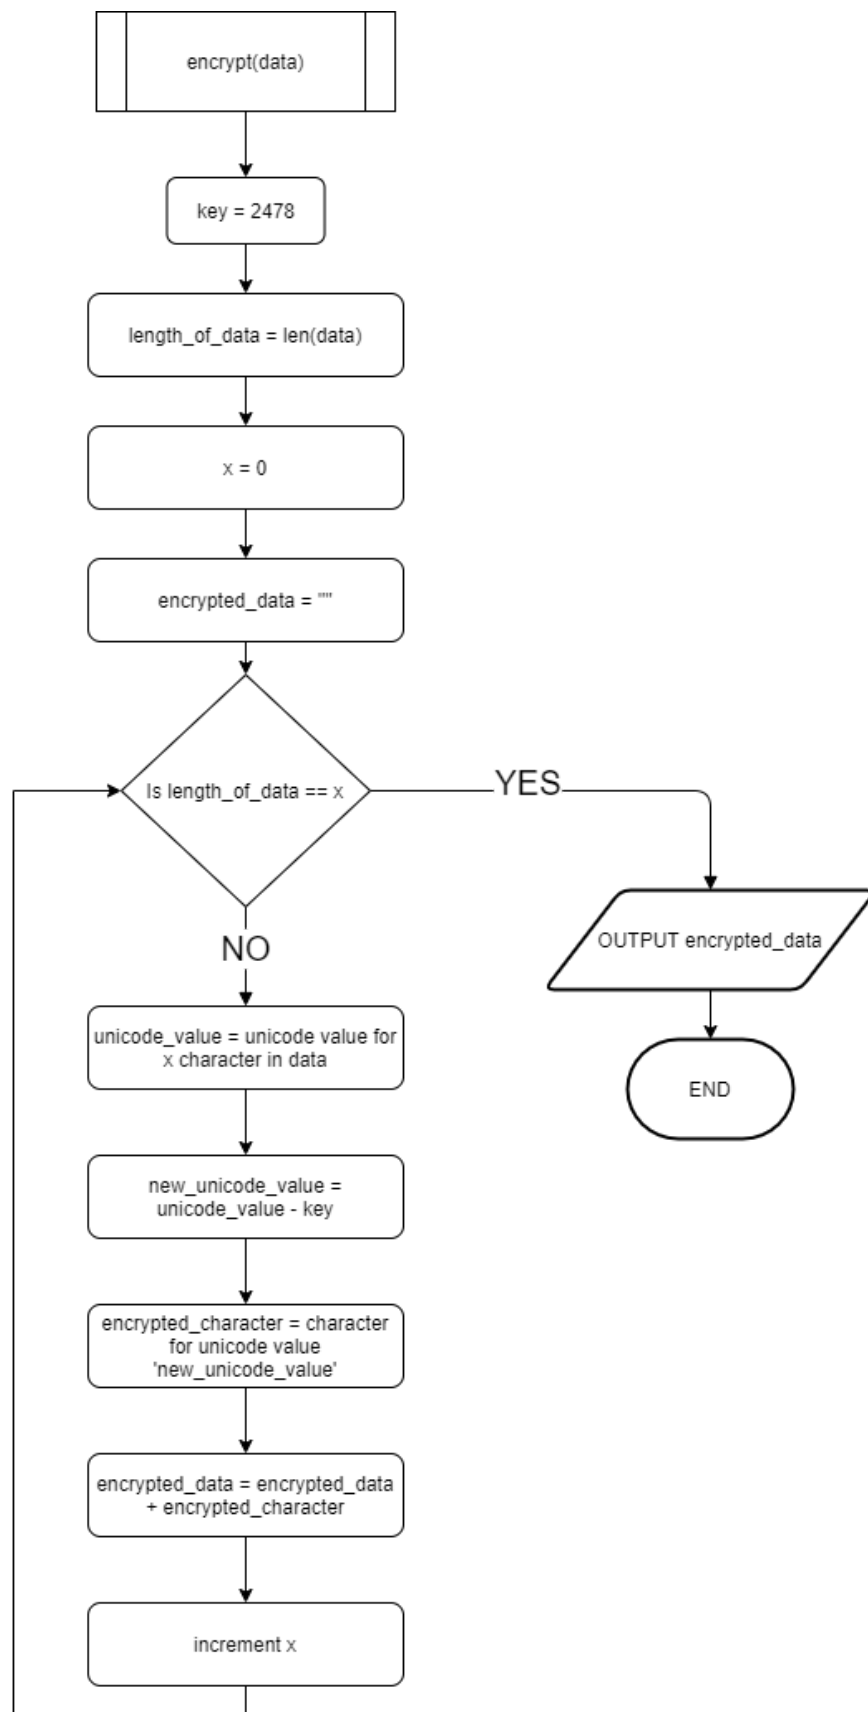 encrypt(data)
key = 2478
length_of_data = len(data)
x = 0
encrypted_data = ""
Is length_of_data == x
YES
OUTPUT encrypted_data
END
NO
unicode_value = unicode value for
x character in data
new_unicode_value =
unicode_value - key
encrypted_character = character
for unicode value
'new_unicode_value'
encrypted_data = encrypted_data
+ encrypted_character
increment x